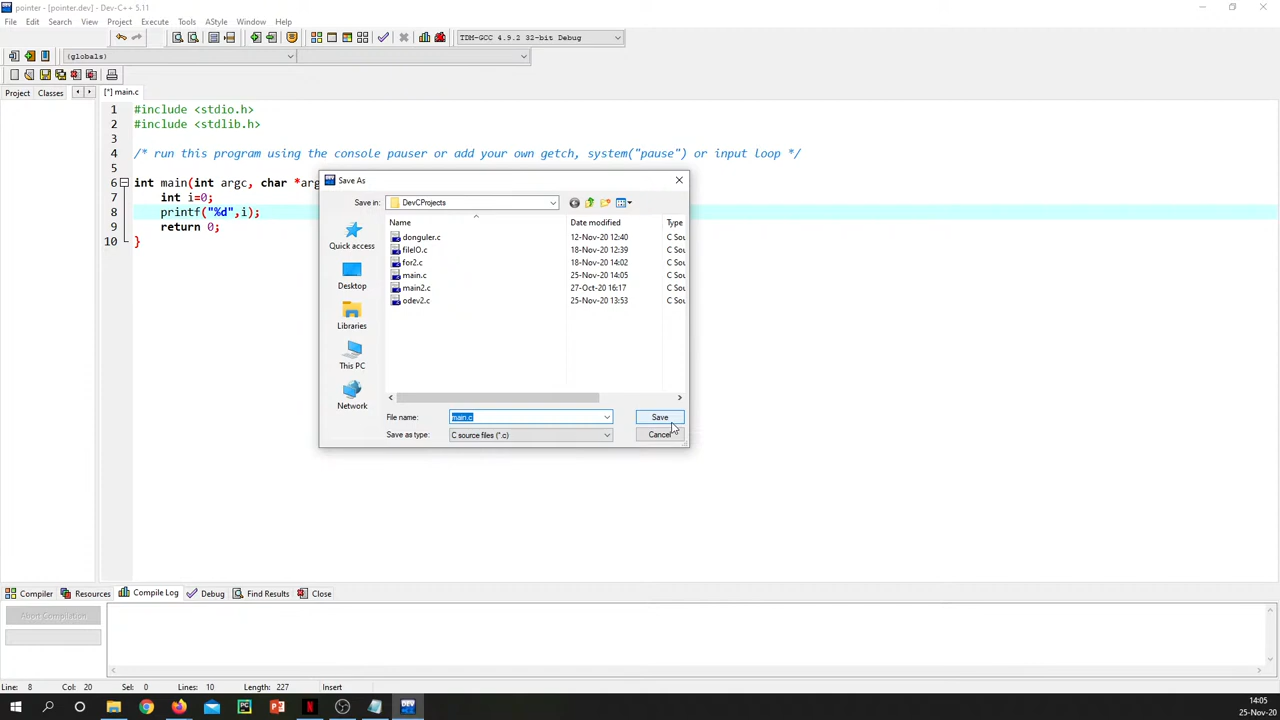 pointer - [pointer.dev] - Dev-C++ 5.11
File Edit Search View Project Execute Tools AStyle Window Help
TDM-GCC 4.9.2 32-bit Debug
(globals)
Project Classes
[*] main.c
1 #include <stdio.h>
2 #include <stdlib.h>
3
4 /* run this program using the console pauser or add your own getch, system("pause") or input loop */
5
6 int main(int argc, char *arg
7 int i=0;
8 printf("%d",i);
9 return 0;
10 }
Save As
Save in: DevCProjects
Name Date modified Type
donguler.c 12-Nov-20 12:40 C Sou
fileIO.c 18-Nov-20 12:39 C Sou
for2.c 18-Nov-20 14:02 C Sou
main.c 25-Nov-20 14:05 C Sou
main2.c 27-Oct-20 16:17 C Sou
odev2.c 25-Nov-20 13:53 C Sou
Quick access
Desktop
Libraries
This PC
Network
File name: main.c Save
Save as type: C source files (*.c) Cancel
Compiler Resources Compile Log Debug Find Results Close
Abort Compilation
Line: 8 Col: 20 Sel: 0 Lines: 10 Length: 227 Insert
14:05
25-Nov-20